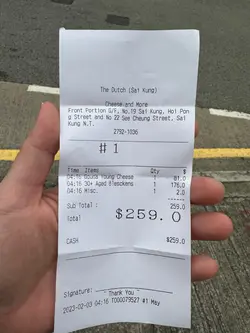 The Dutch (Sai Kung)
Cheese and More
Front Portion G/F, No.19 Sai Kung, Hoi Pon
g Street and No 22 See Cheung Street, Sai
Kung N.T.
2792-1036
#1
Time Items Qty $
04:16 Gouda Young Cheese 1 81.0
04:16 30+ Aged Blesckens 1 176.0
04:16 Misc. 1 2.0
Sub Total : 259.0
Total $259.0
CASH $259.0
Signature:
Thank You
2023-02-03 04:16 T000079527 #1 May